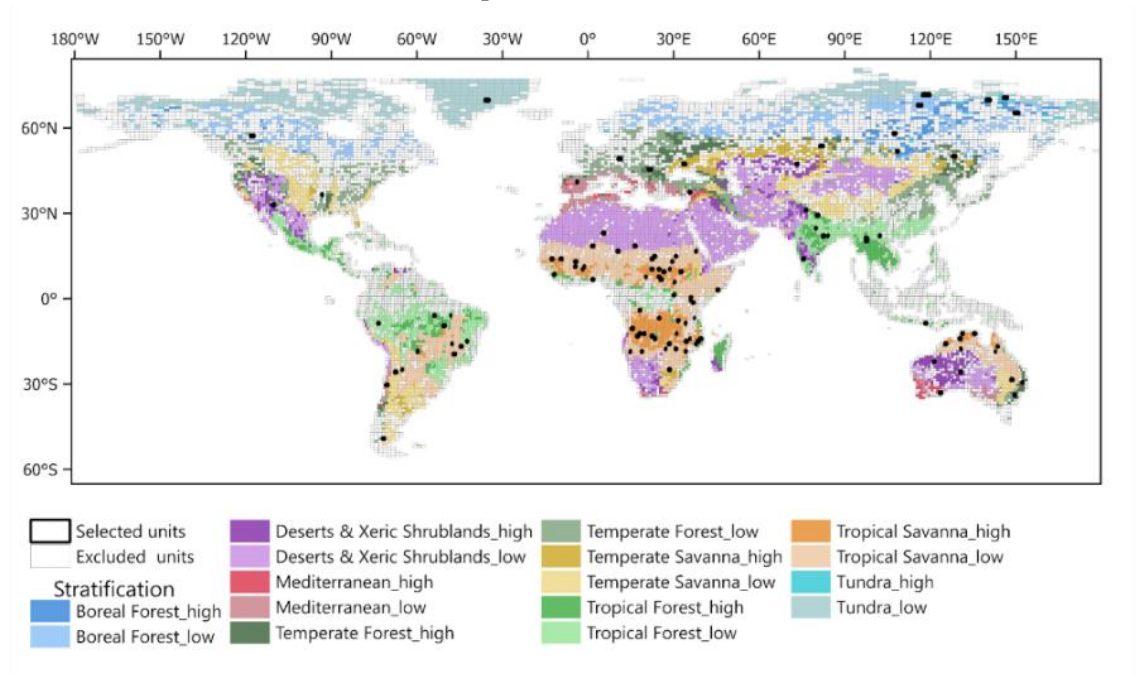 180°W 150°W 120°W 90°W 60°W 30°W 0° 30°E 60°E 90°E 120°E 150°E
60°N
30°N
0°
30°S
60°S
Selected units
Excluded units
Stratification
Boreal Forest_high
Boreal Forest_low
Deserts & Xeric Shrublands_high
Deserts & Xeric Shrublands_low
Mediterranean_high
Mediterranean_low
Temperate Forest_high
Temperate Forest_low
Temperate Savanna_high
Temperate Savanna_low
Tropical Forest_high
Tropical Forest_low
Tropical Savanna_high
Tropical Savanna_low
Tundra_high
Tundra_low